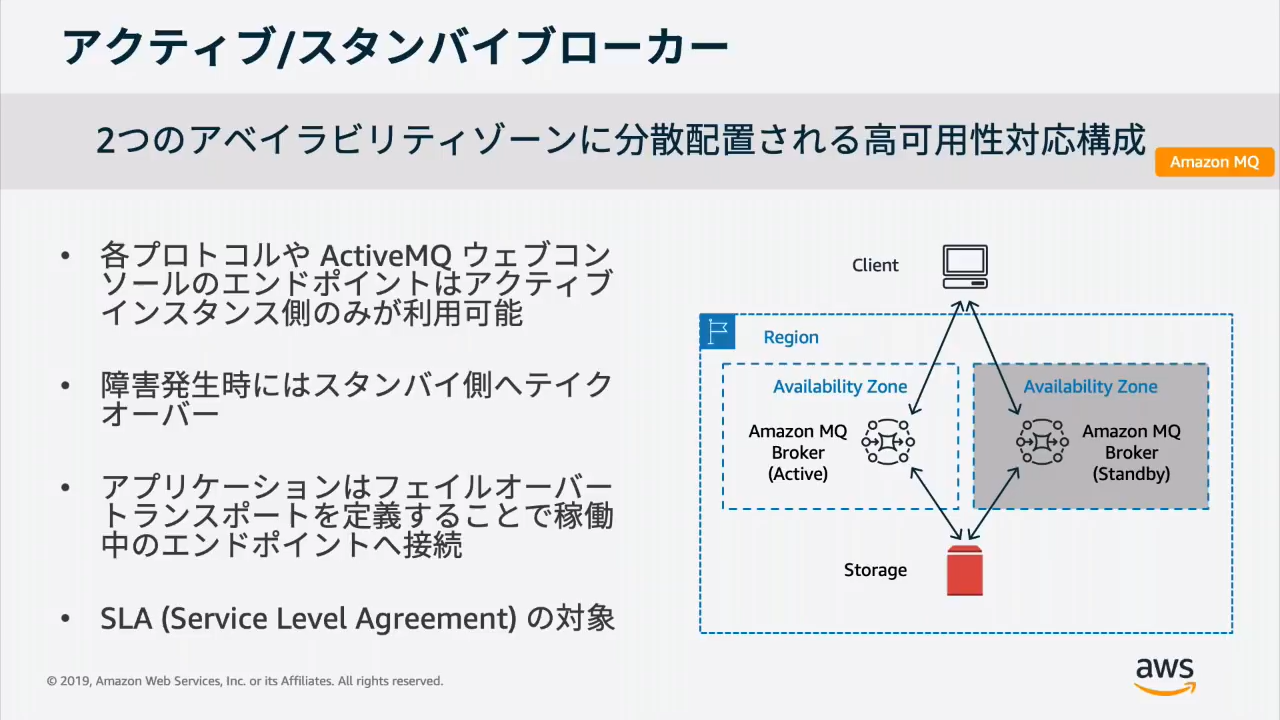 アクティブ/スタンバイブローカー
2つのアベイラビリティゾーンに分散配置される高可用性対応構成
Amazon MQ
• 各プロトコルや ActiveMQ ウェブコン
ソールのエンドポイントはアクティブ
インスタンス側のみが利用可能
• 障害発生時にはスタンバイ側へテイク
オーバー
• アプリケーションはフェイルオーバー
トランスポートを定義することで稼働
中のエンドポイントへ接続
• SLA (Service Level Agreement) の対象
Client
Region
Availability Zone
Amazon MQ
Broker
(Active)
Availability Zone
Amazon MQ
Broker
(Standby)
Storage
© 2019, Amazon Web Services, Inc. or its Affiliates. All rights reserved.
aws